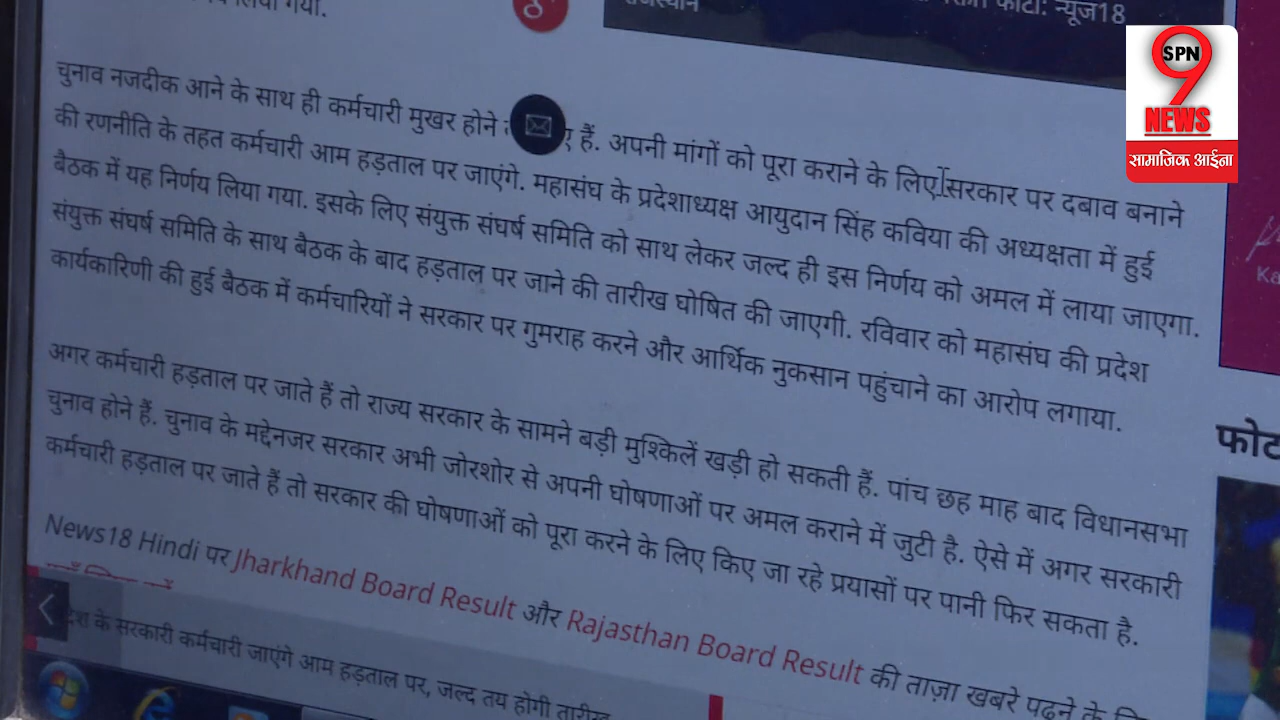 लिया गया.
राजस्थान
फोटो: न्यूज18
SPN
9
NEWS
सामाजिक आईना
चुनाव नजदीक आने के साथ ही कर्मचारी मुखर होने हैं. अपनी मांगों को पूरा कराने के लिए सरकार पर दबाव बनाने
की रणनीति के तहत कर्मचारी आम हड़ताल पर जाएंगे. महासंघ के प्रदेशाध्यक्ष आयुदान सिंह कविया की अध्यक्षता में हुई
बैठक में यह निर्णय लिया गया. इसके लिए संयुक्त संघर्ष समिति को साथ लेकर जल्द ही इस निर्णय को अमल में लाया जाएगा.
संयुक्त संघर्ष समिति के साथ बैठक के बाद हड़ताल पर जाने की तारीख घोषित की जाएगी. रविवार को महासंघ की प्रदेश
कार्यकारिणी की हुई बैठक में कर्मचारियों ने सरकार पर गुमराह करने और आर्थिक नुकसान पहुंचाने का आरोप लगाया.
अगर कर्मचारी हड़ताल पर जाते हैं तो राज्य सरकार के सामने बड़ी मुश्किलें खड़ी हो सकती हैं. पांच छह माह बाद विधानसभा
चुनाव होने हैं. चुनाव के मद्देनजर सरकार अभी जोरशोर से अपनी घोषणाओं पर अमल कराने में जुटी है. ऐसे में अगर सरकारी
कर्मचारी हड़ताल पर जाते हैं तो सरकार की घोषणाओं को पूरा करने के लिए किए जा रहे प्रयासों पर पानी फिर सकता है.
News18 Hindi पर Jharkhand Board Result और Rajasthan Board Result की ताज़ा खबरे पढ़ने के
के सरकारी कर्मचारी जाएंगे आम हड़ताल पर, जल्द तय होगी तारीख